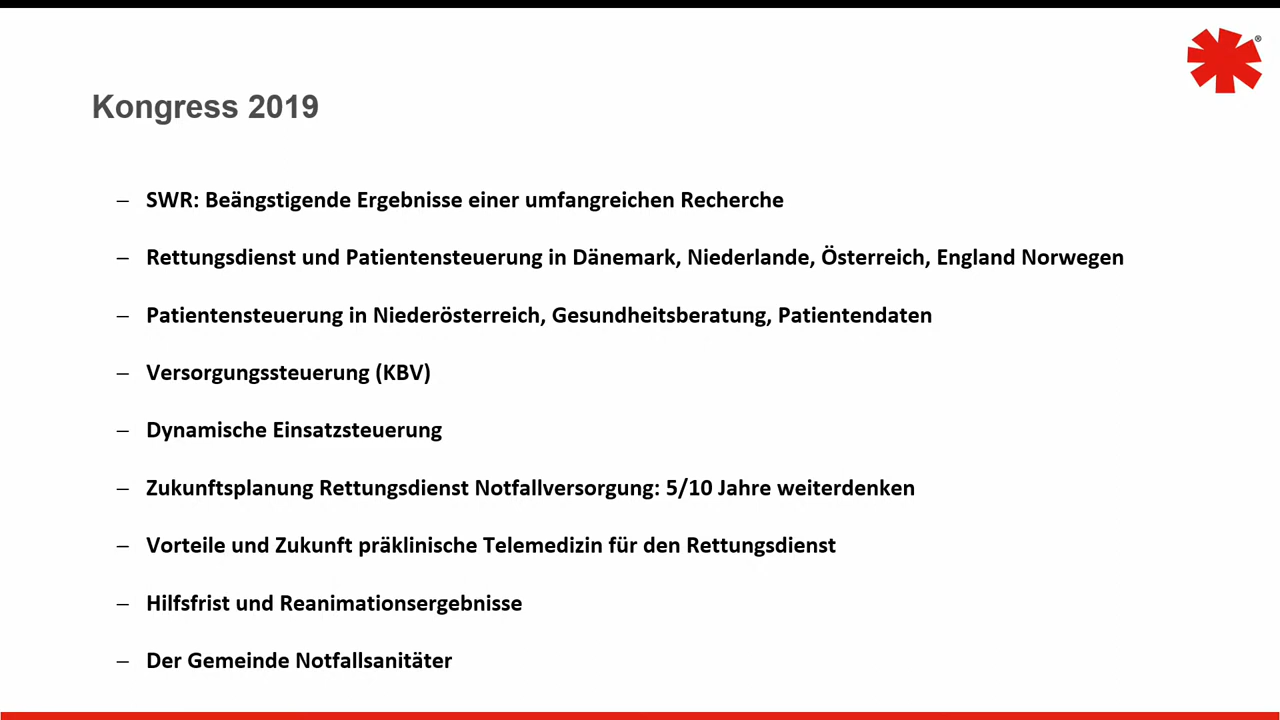 Kongress 2019
– SWR: Beängstigende Ergebnisse einer umfangreichen Recherche
– Rettungsdienst und Patientensteuerung in Dänemark, Niederlande, Österreich, England Norwegen
– Patientensteuerung in Niederösterreich, Gesundheitsberatung, Patientendaten
– Versorgungssteuerung (KBV)
– Dynamische Einsatzsteuerung
– Zukunftsplanung Rettungsdienst Notfallversorgung: 5/10 Jahre weiterdenken
– Vorteile und Zukunft präklinische Telemedizin für den Rettungsdienst
– Hilfsfrist und Reanimationsergebnisse
– Der Gemeinde Notfallsanitäter